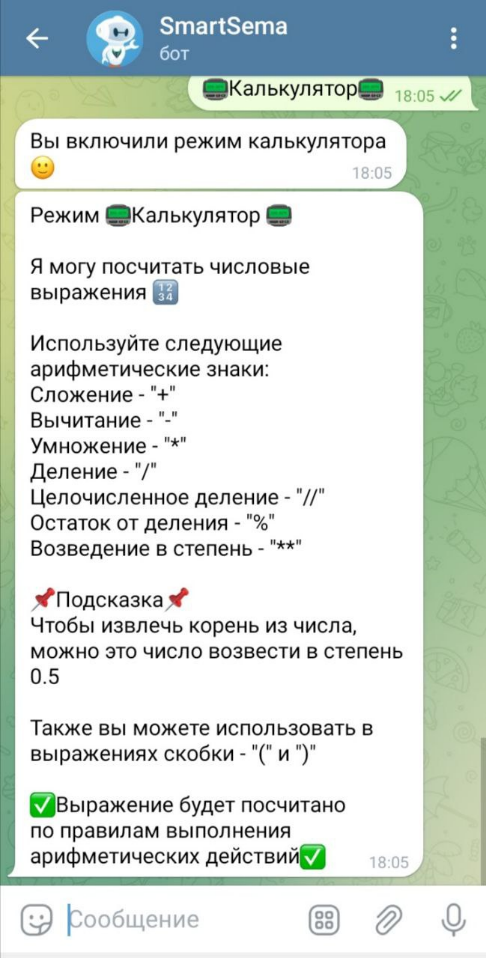 SmartSema
бот
📟Калькулятор📟 18:05
Вы включили режим калькулятора
🙂 18:05
Режим 📟Калькулятор 📟
Я могу посчитать числовые
выражения 🔢
Используйте следующие
арифметические знаки:
Сложение - "+"
Вычитание - "-"
Умножение - "*"
Деление - "/"
Целочисленное деление - "//"
Остаток от деления - "%"
Возведение в степень - "**"
📌Подсказка📌
Чтобы извлечь корень из числа,
можно это число возвести в степень
0.5
Также вы можете использовать в
выражениях скобки - "(" и ")"
✅Выражение будет посчитано
по правилам выполнения
арифметических действий✅ 18:05
Сообщение